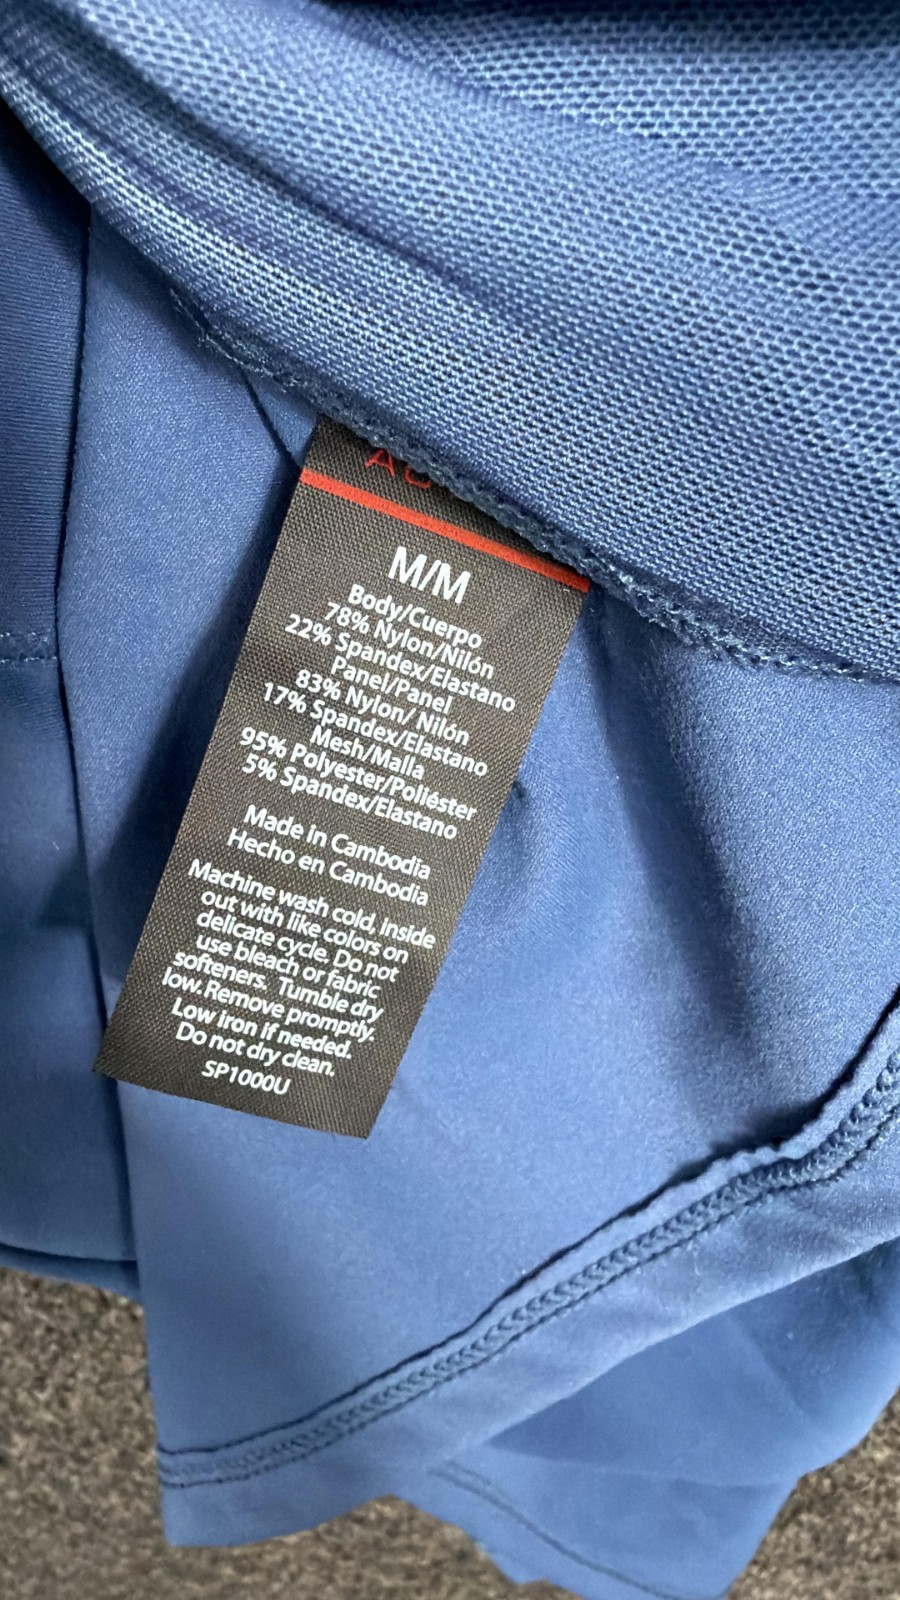 M/M
Body/Cuerpo
78% Nylon/Nilón
22% Spandex/Elastano
Panel/Panel
83% Nylon/ Nilón
17% Spandex/Elastano
Mesh/Malla
95% Polyester/Poliéster
5% Spandex/Elastano
Made In Cambodia
Hecho en Cambodia
Machine wash cold, inside
out with like colors on
delicate cycle. Do not
use bleach or fabric
softeners. Tumble dry
low. Remove promptly.
Low iron if needed.
Do not dry clean.
SP1000U